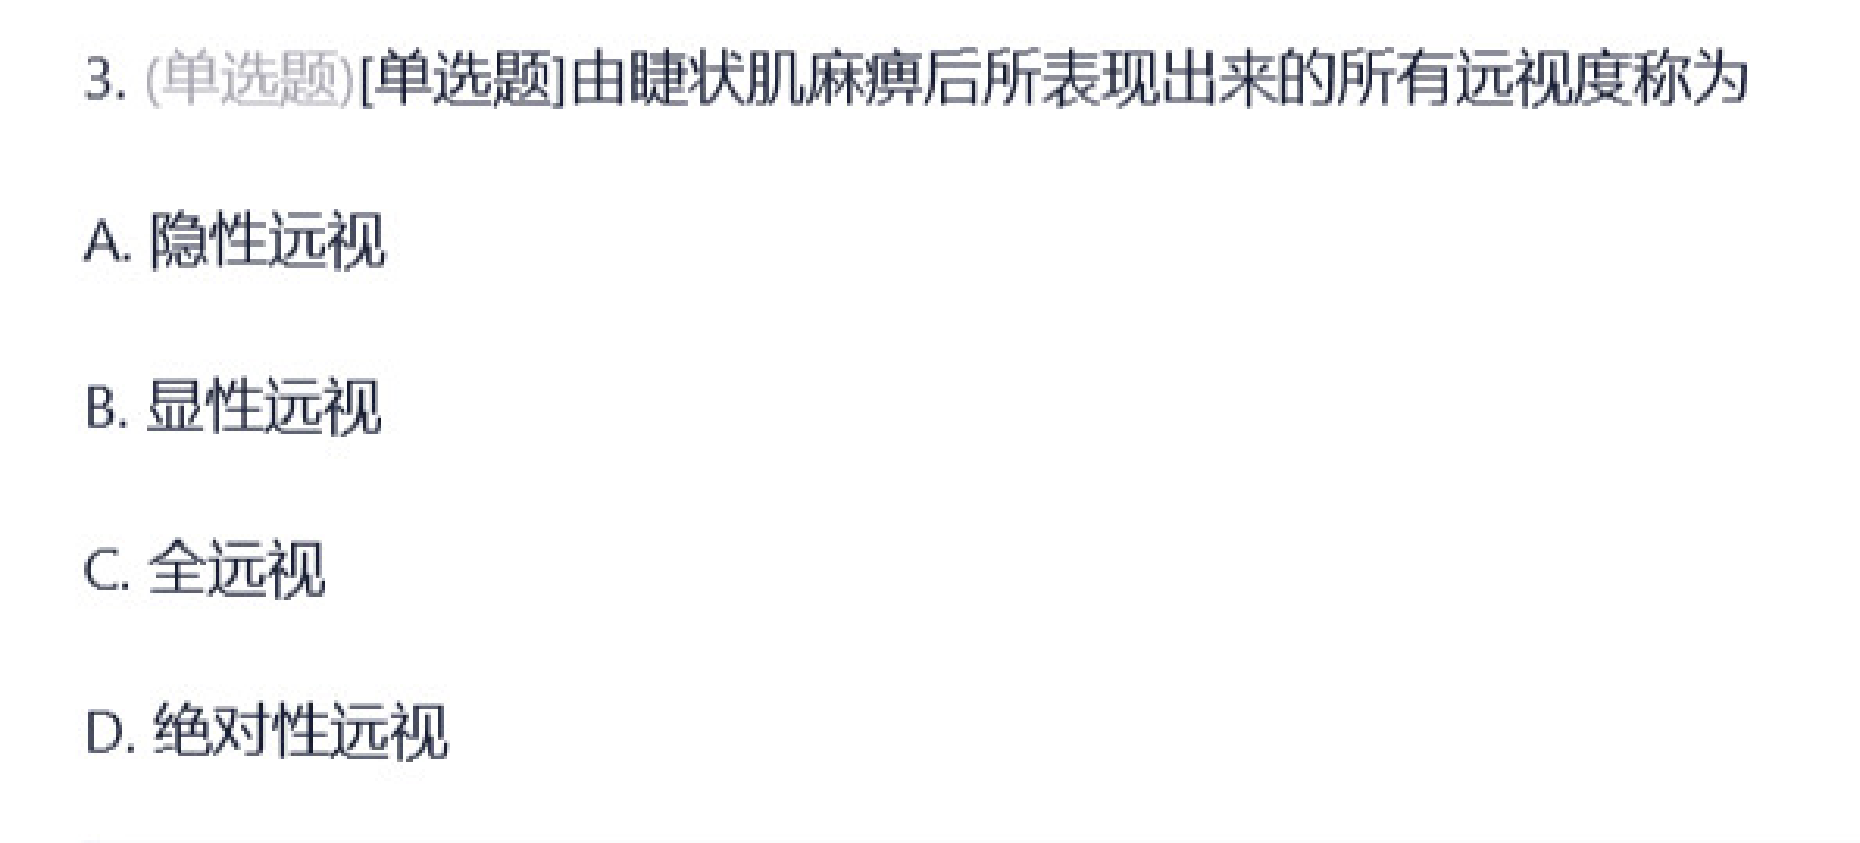 3. (单选题)[单选题]由睫状肌麻痹后所表现出来的所有远视度称为
A. 隐性远视
B. 显性远视
C. 全远视
D. 绝对性远视